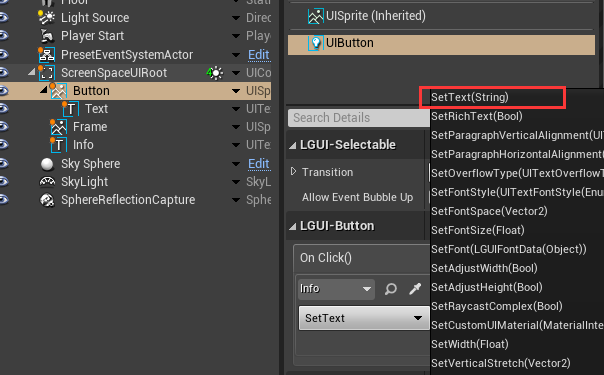 Floor
Stati
Light Source
Direc
Player Start
Playe
PresetEventSystemActor
Edit
ScreenSpaceUIRoot
UICo
Button
UISp
Text
UITe
Frame
UISp
Info
UITe
Sky Sphere
Edit
SkyLight
SkyL
SphereReflectionCapture
Sphe
UISprite (Inherited)
UIButton
Search Details
LGUI-Selectable
Transition
Allow Event Bubble Up
LGUI-Button
On Click()
Info
SetText
SetText(String)
SetRichText(Bool)
SetParagraphVerticalAlignment(UI
SetParagraphHorizontalAlignment(
SetOverflowType(UITextOverflowT
SetFontStyle(UITextFontStyle(Enu
SetFontSpace(Vector2)
SetFontSize(Float)
SetFont(LGUIFontData(Object))
SetAdjustWidth(Bool)
SetAdjustHeight(Bool)
SetRaycastComplex(Bool)
SetCustomUIMaterial(MaterialInte
SetWidth(Float)
SetVerticalStretch(Vector2)